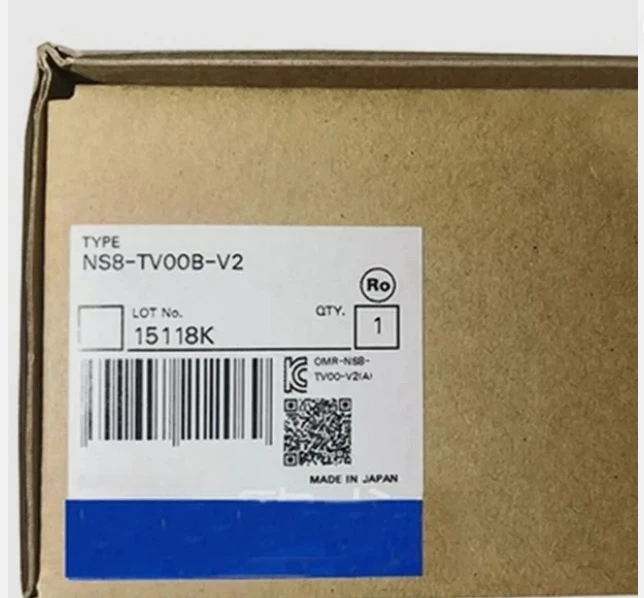 TYPE
NS8-TV00B-V2
Ro
LOT No.
QTY.
15118K
1
OMR-NS8-
TV00-V2(A)
MADE IN JAPAN